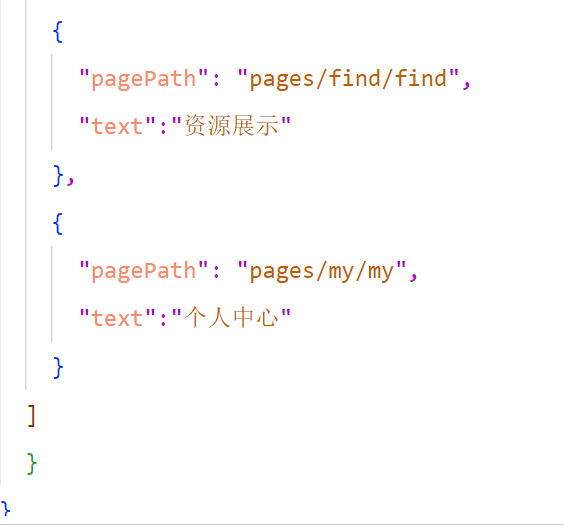 {
"pagePath": "pages/find/find",
"text":"资源展示"
},
{
"pagePath": "pages/my/my",
"text":"个人中心"
}
]
}
}